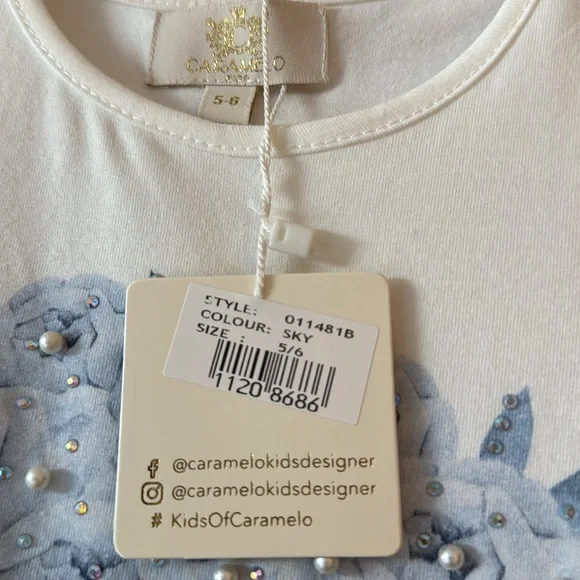 CARAMELO
5-6
STYLE: 011481B
COLOUR: SKY
SIZE : 5/6
1120 8686
@caramelokidsdesigner
@caramelokidsdesigner
# KidsOfCaramelo